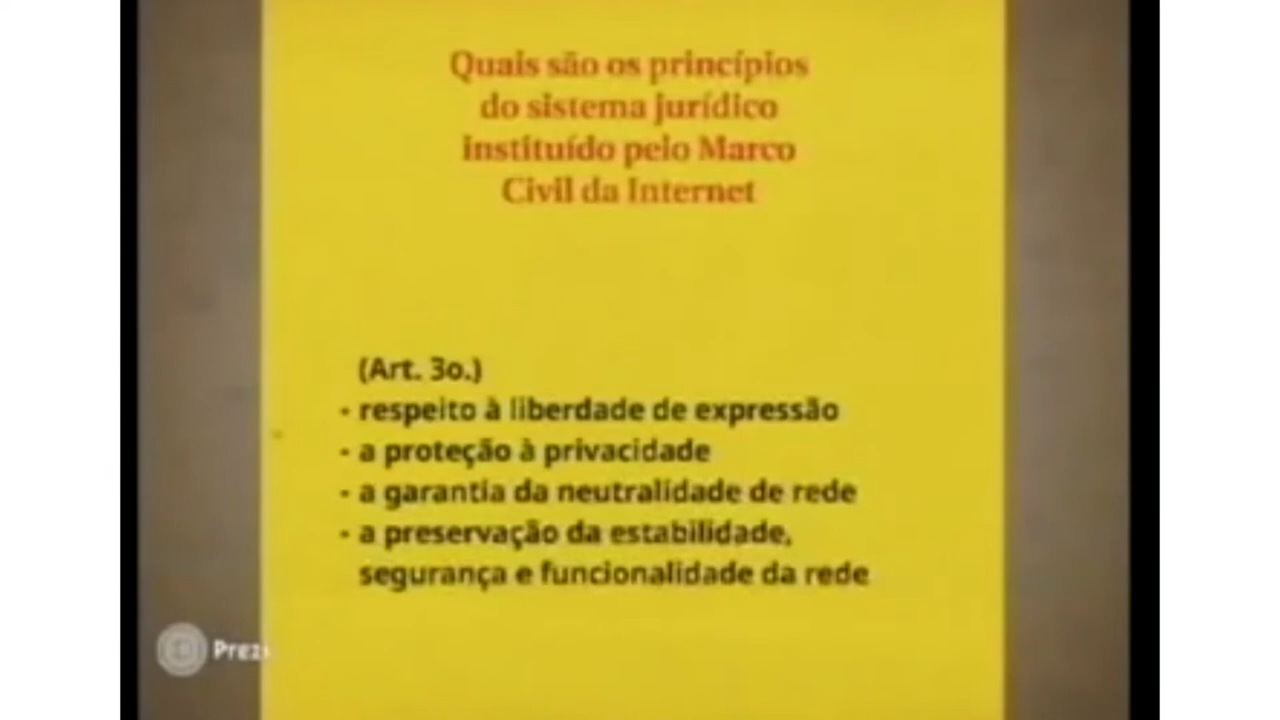 Quais são os princípios
do sistema jurídico
instituído pelo Marco
Civil da Internet
(Art. 3o.)
- respeito à liberdade de expressão
- a proteção à privacidade
- a garantia da neutralidade de rede
- a preservação da estabilidade,
segurança e funcionalidade da rede
Prezi